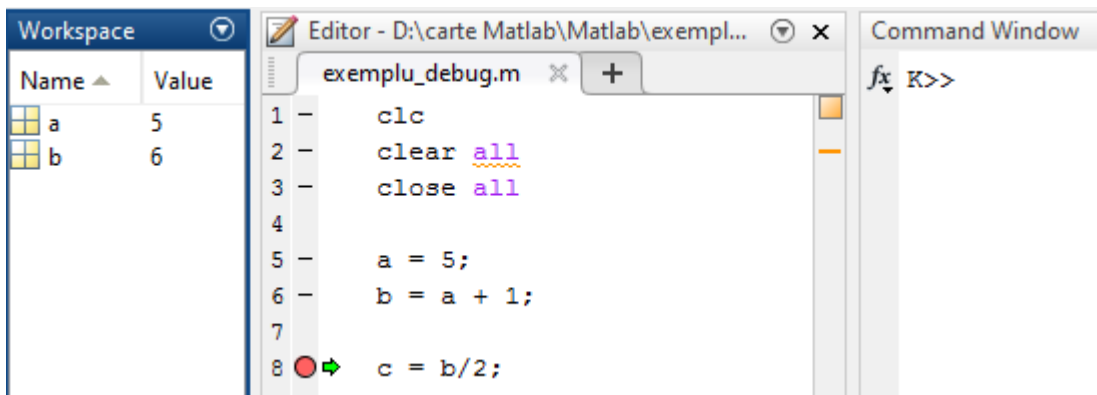 Workspace
Name Value
a 5
b 6
Editor - D:\carte Matlab\Matlab\exempl...
exemplu_debug.m
1 – clc
2 – clear all
3 – close all
4
5 – a = 5;
6 – b = a + 1;
7
8 c = b/2;
Command Window
fx K>>